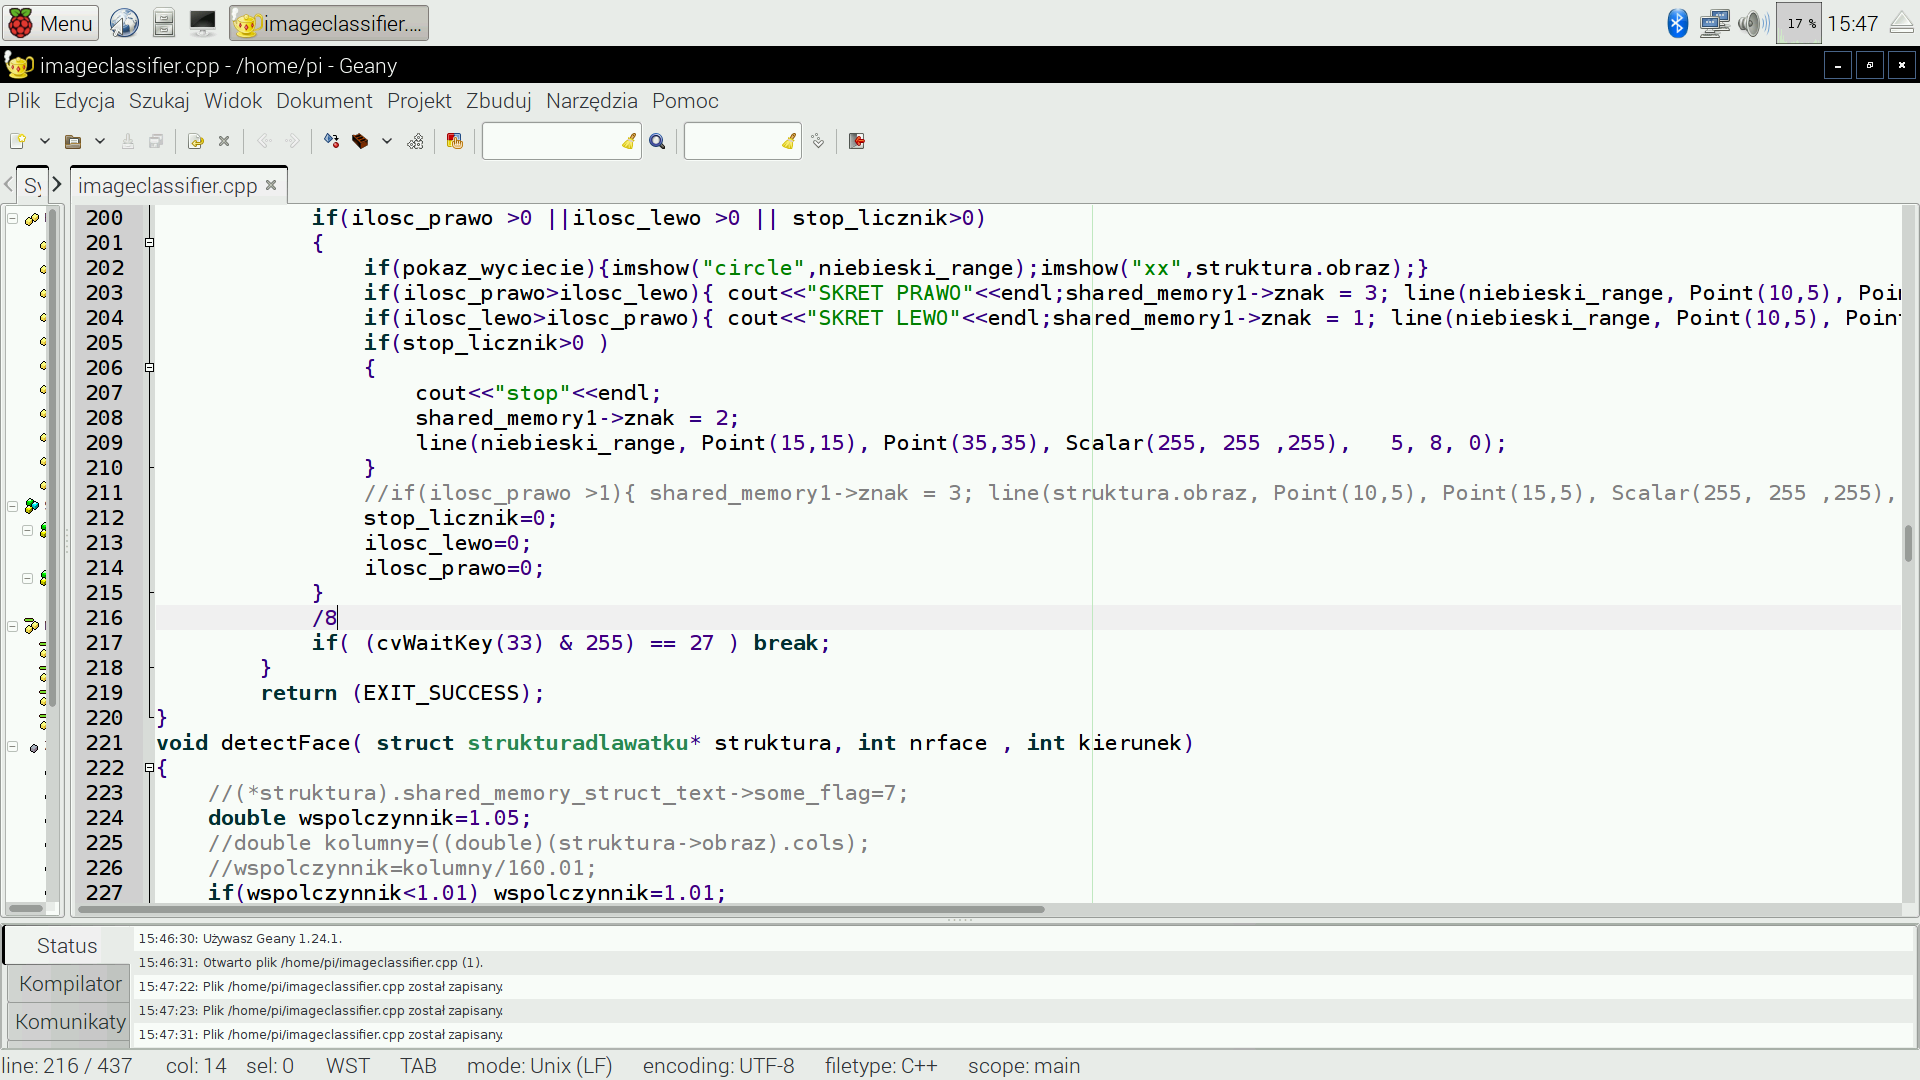 Menu
imageclassifier....
17 %
15:47
imageclassifier.cpp - /home/pi - Geany
Plik Edycja Szukaj Widok Dokument Projekt Zbuduj Narzędzia Pomoc
imageclassifier.cpp
200 if(ilosc_prawo >0 ||ilosc_lewo >0 || stop_licznik>0)
201 {
202 if(pokaz_wyciecie){imshow("circle",niebieski_range);imshow("xx",struktura.obraz);}
203 if(ilosc_prawo>ilosc_lewo){ cout<<"SKRET PRAWO"<<endl;shared_memory1->znak = 3; line(niebieski_range, Point(10,5), Poi
204 if(ilosc_lewo>ilosc_prawo){ cout<<"SKRET LEWO"<<endl;shared_memory1->znak = 1; line(niebieski_range, Point(10,5), Poin
205 if(stop_licznik>0 )
206 {
207 cout<<"stop"<<endl;
208 shared_memory1->znak = 2;
209 line(niebieski_range, Point(15,15), Point(35,35), Scalar(255, 255 ,255),   5, 8, 0);
210 }
211 //if(ilosc_prawo >1){ shared_memory1->znak = 3; line(struktura.obraz, Point(10,5), Point(15,5), Scalar(255, 255 ,255),
212 stop_licznik=0;
213 ilosc_lewo=0;
214 ilosc_prawo=0;
215 }
216 /8
217 if( (cvWaitKey(33) & 255) == 27 ) break;
218 }
219 return (EXIT_SUCCESS);
220 }
221 void detectFace( struct strukturadlawatku* struktura, int nrface , int kierunek)
222 {
223 //(*struktura).shared_memory_struct_text->some_flag=7;
224 double wspolczynnik=1.05;
225 //double kolumny=((double)(struktura->obraz).cols);
226 //wspolczynnik=kolumny/160.01;
227 if(wspolczynnik<1.01) wspolczynnik=1.01;
Status
Kompilator
Komunikaty
15:46:30: Używasz Geany 1.24.1.
15:46:31: Otwarto plik /home/pi/imageclassifier.cpp (1).
15:47:22: Plik /home/pi/imageclassifier.cpp został zapisany.
15:47:23: Plik /home/pi/imageclassifier.cpp został zapisany.
15:47:31: Plik /home/pi/imageclassifier.cpp został zapisany.
line: 216 / 437 col: 14 sel: 0 WST TAB mode: Unix (LF) encoding: UTF-8 filetype: C++ scope: main